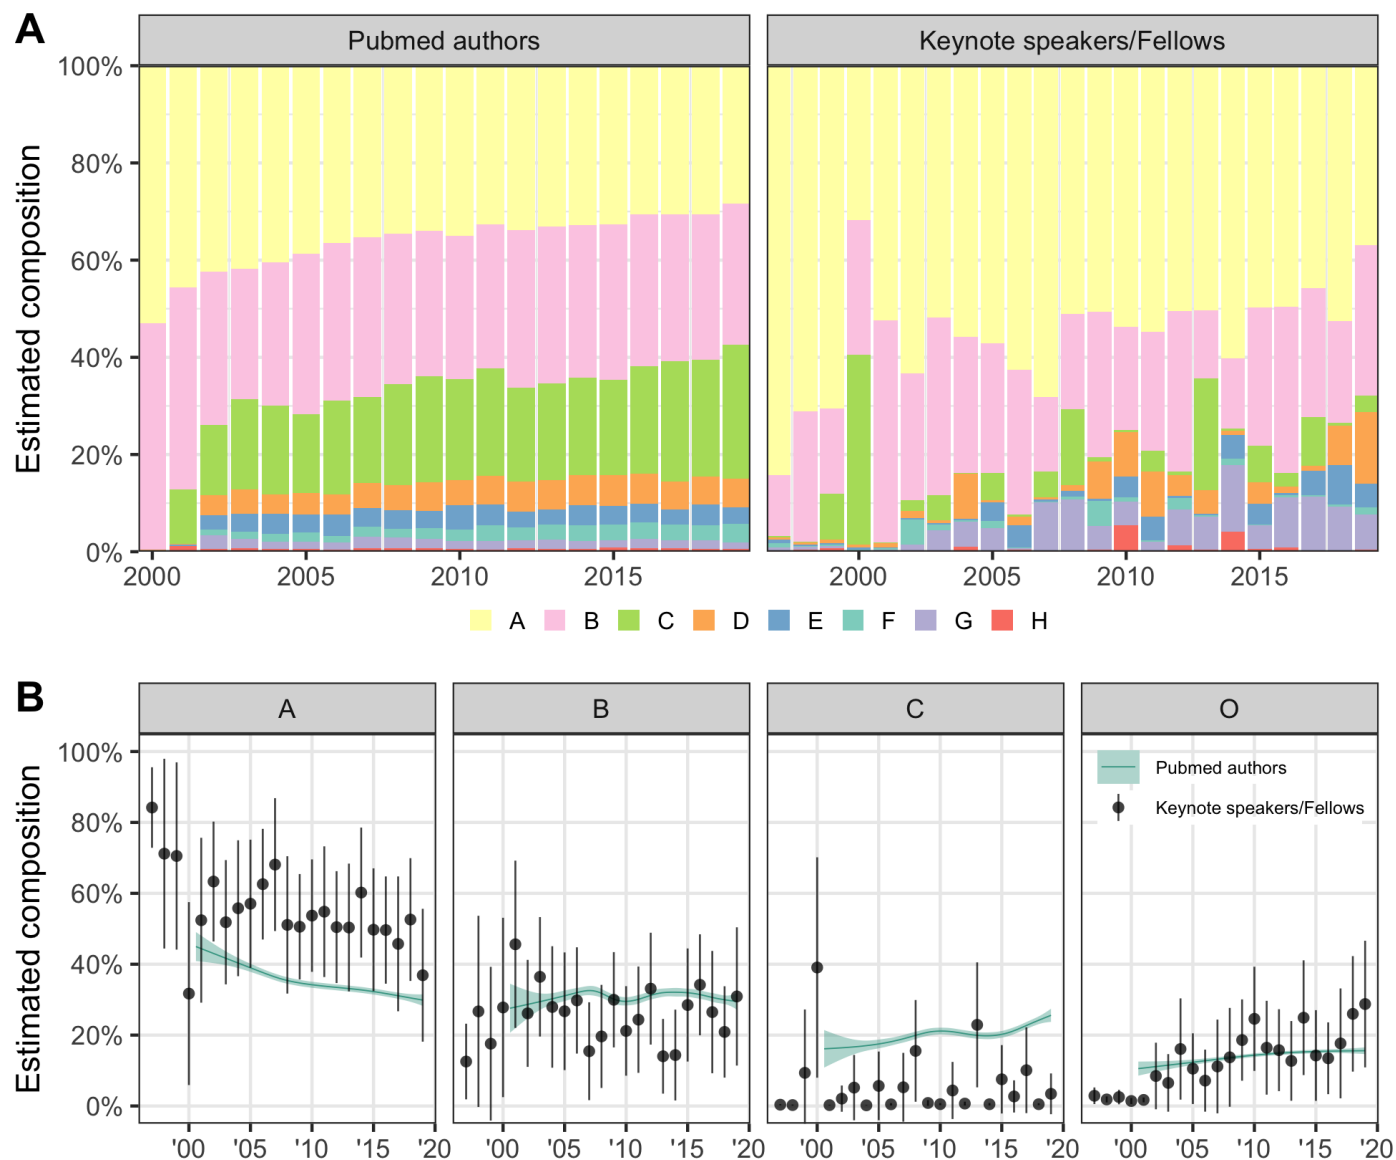 A
Pubmed authors
Keynote speakers/Fellows
Estimated composition
100%
80%
60%
40%
20%
0%
2000 2005 2010 2015
2000 2005 2010 2015
A B C D E F G H
B
A
B
C
O
Estimated composition
100%
80%
60%
40%
20%
0%
Pubmed authors
Keynote speakers/Fellows
'00 '05 '10 '15 '20
'00 '05 '10 '15 '20
'00 '05 '10 '15 '20
'00 '05 '10 '15 '20